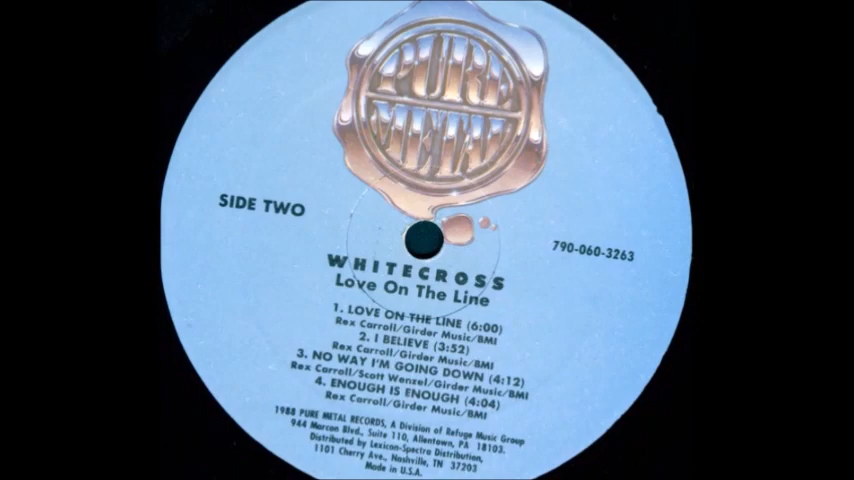 PURE
METAL
SIDE TWO
790-060-3263
WHITECROSS
Love On The Line
1. LOVE ON THE LINE (6:00)
Rex Carroll/Girder Music/BMI
2. I BELIEVE (3:52)
Rex Carroll/Girder Music/BMI
3. NO WAY I'M GOING DOWN (4:12)
Rex Carroll/Scott Wenzel/Girder Music/BMI
4. ENOUGH IS ENOUGH (4:04)
Rex Carroll/Girder Music/BMI
1988 PURE METAL RECORDS, A Division of Refuge Music Group
944 Marcon Blvd., Suite 110, Allentown, PA 18103.
Distributed by Lexicon-Spectra Distribution,
1101 Cherry Ave., Nashville, TN 37203
Made in U.S.A.